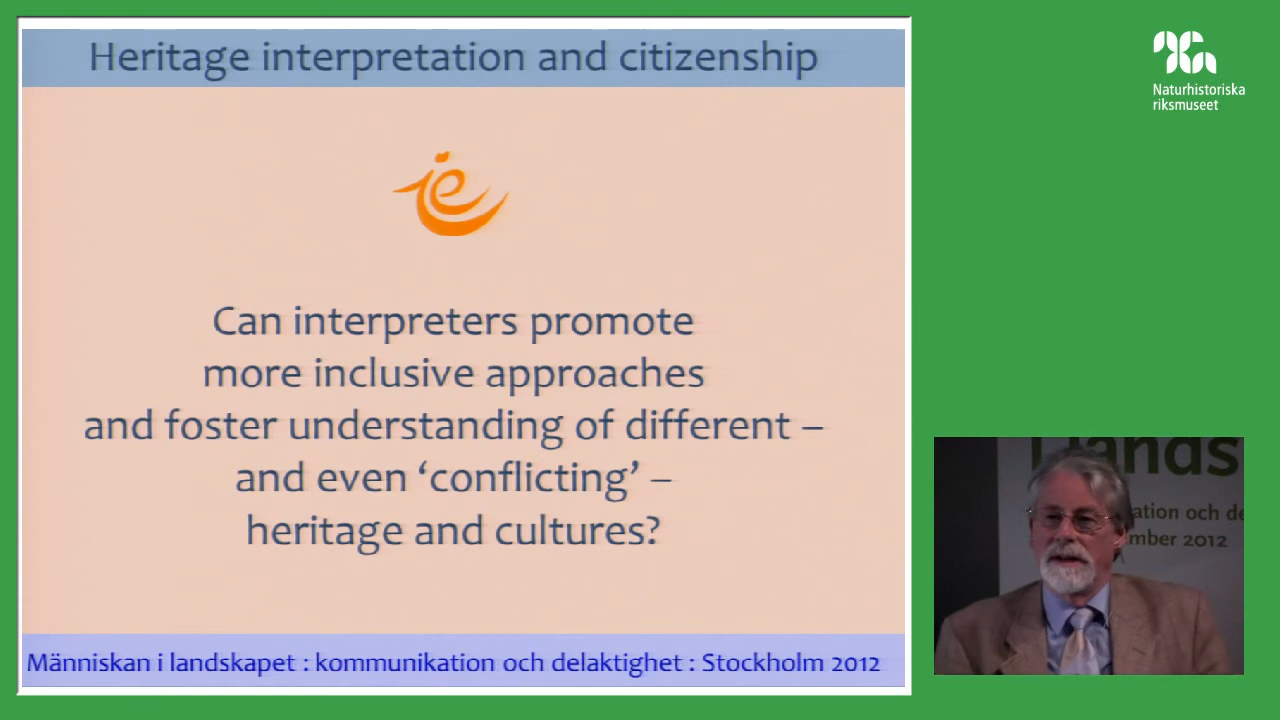 Heritage interpretation and citizenship
Can interpreters promote
more inclusive approaches
and foster understanding of different –
and even ‘conflicting’ –
heritage and cultures?
Människan i landskapet : kommunikation och delaktighet : Stockholm 2012
Naturhistoriska
riksmuseet
ation och de
mber 2012